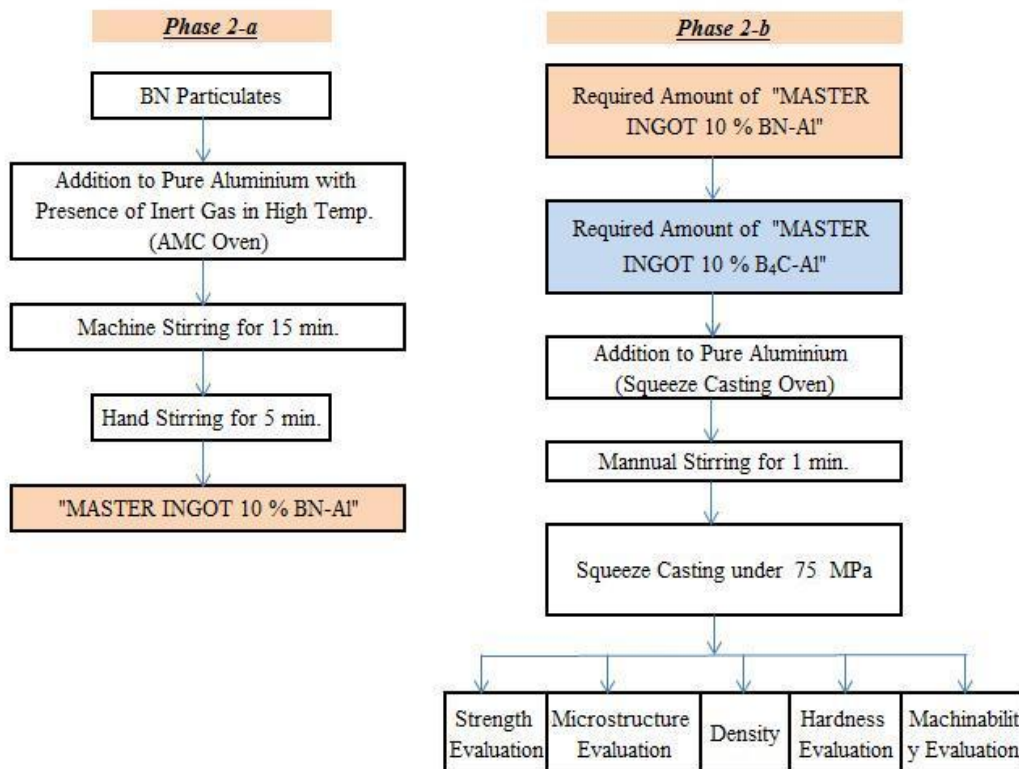 Phase 2-a
BN Particulates
Addition to Pure Aluminium with
Presence of Inert Gas in High Temp.
(AMC Oven)
Machine Stirring for 15 min.
Hand Stirring for 5 min.
"MASTER INGOT 10 % BN-Al"
Phase 2-b
Required Amount of "MASTER
INGOT 10 % BN-Al"
Required Amount of "MASTER
INGOT 10 % B₄C-Al"
Addition to Pure Aluminium
(Squeeze Casting Oven)
Mannual Stirring for 1 min.
Squeeze Casting under 75 MPa
Strength
Evaluation
Microstructure
Evaluation
Density
Hardness
Evaluation
Machinabilit
y Evaluation